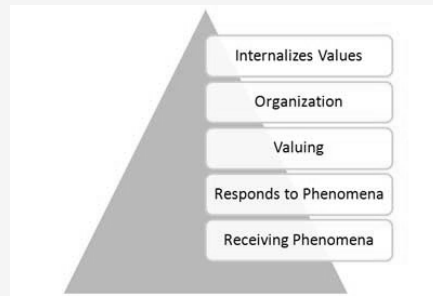 Internalizes Values
Organization
Valuing
Responds to Phenomena
Receiving Phenomena